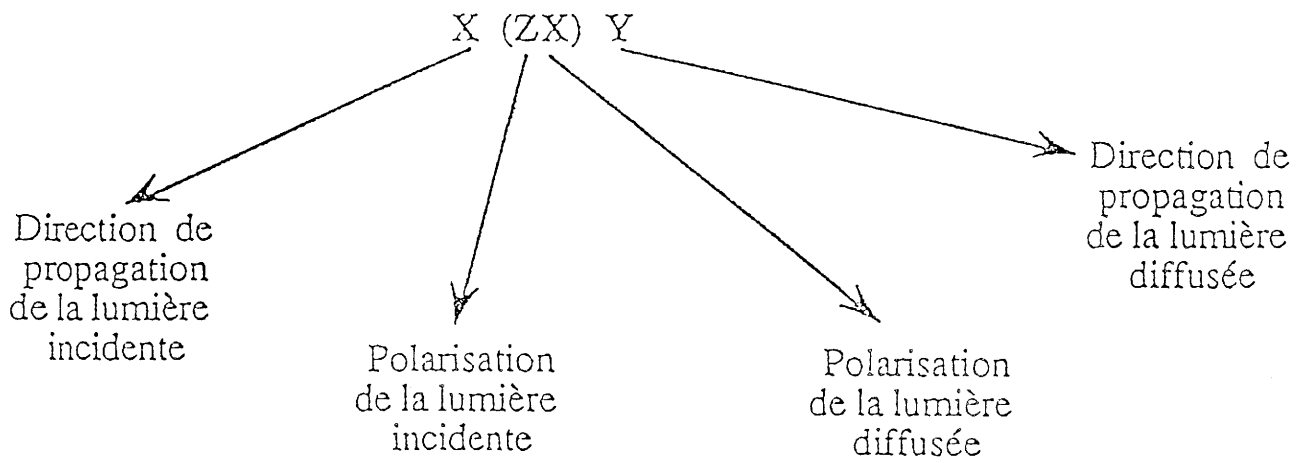 X (ZX) Y
Direction de
propagation
de la lumière
incidente
Polarisation
de la lumière
incidente
Polarisation
de la lumière
diffusée
Direction de
propagation
de la lumière
diffusée